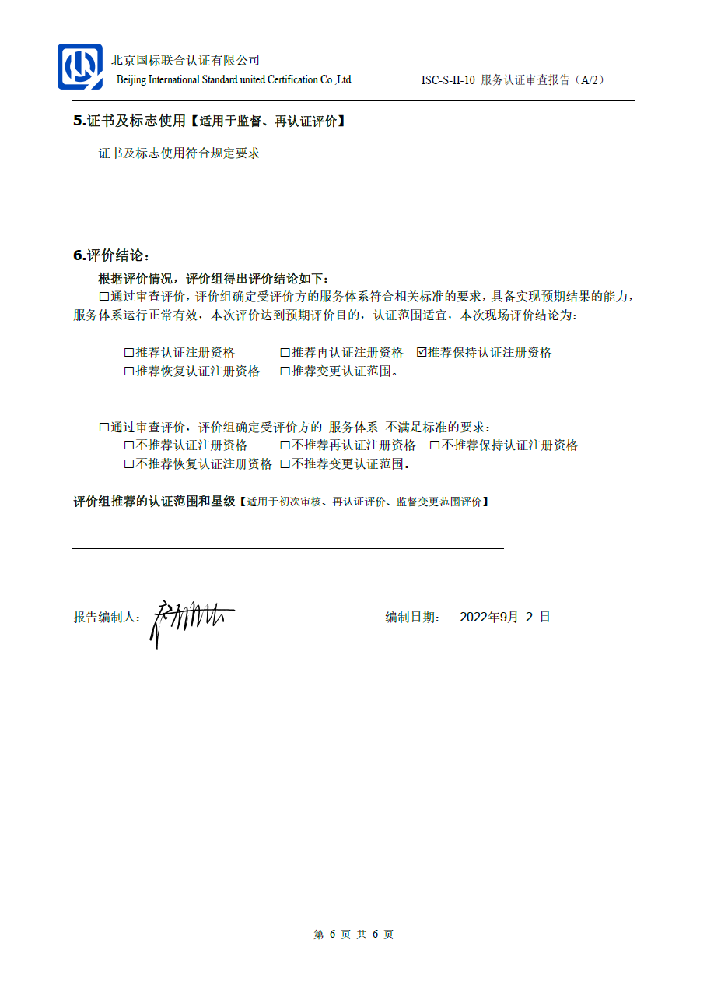 北京国标联合认证有限公司
Beijing International Standard united Certification Co.,Ltd.
ISC-S-II-10 服务认证审查报告（A/2）
5.证书及标志使用【适用于监督、再认证评价】
证书及标志使用符合规定要求
6.评价结论：
根据评价情况，评价组得出评价结论如下：
□通过审查评价，评价组确定受评价方的服务体系符合相关标准的要求，具备实现预期结果的能力，
服务体系运行正常有效，本次评价达到预期评价目的，认证范围适宜，本次现场评价结论为：
□推荐认证注册资格 □推荐再认证注册资格 ☑推荐保持认证注册资格
□推荐恢复认证注册资格 □推荐变更认证范围。
□通过审查评价，评价组确定受评价方的 服务体系 不满足标准的要求：
□不推荐认证注册资格 □不推荐再认证注册资格 □不推荐保持认证注册资格
□不推荐恢复认证注册资格 □不推荐变更认证范围。
评价组推荐的认证范围和星级【适用于初次审核、再认证评价、监督变更范围评价】
报告编制人： 编制日期： 2022年9月 2 日
第 6 页 共 6 页